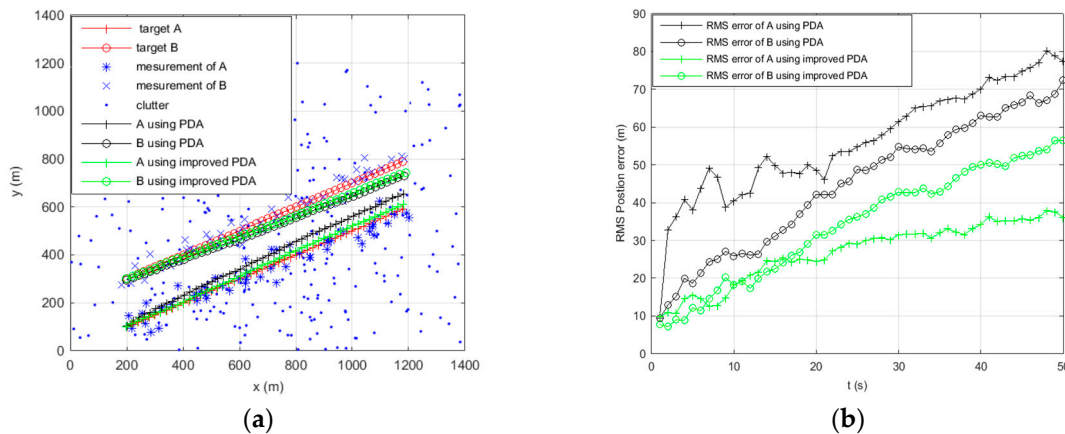 1400
1200
1000
800
600
400
200
0
y (m)
target A
target B
mesurement of A
mesurement of B
clutter
A using PDA
B using PDA
A using improved PDA
B using improved PDA
0 200 400 600 800 1000 1200 1400
x (m)
(a)
90
80
70
60
50
40
30
20
10
0
RMS Postion error (m)
RMS error of A using PDA
RMS error of B using PDA
RMS error of A using improved PDA
RMS error of B using improved PDA
0 10 20 30 40 50
t (s)
(b)